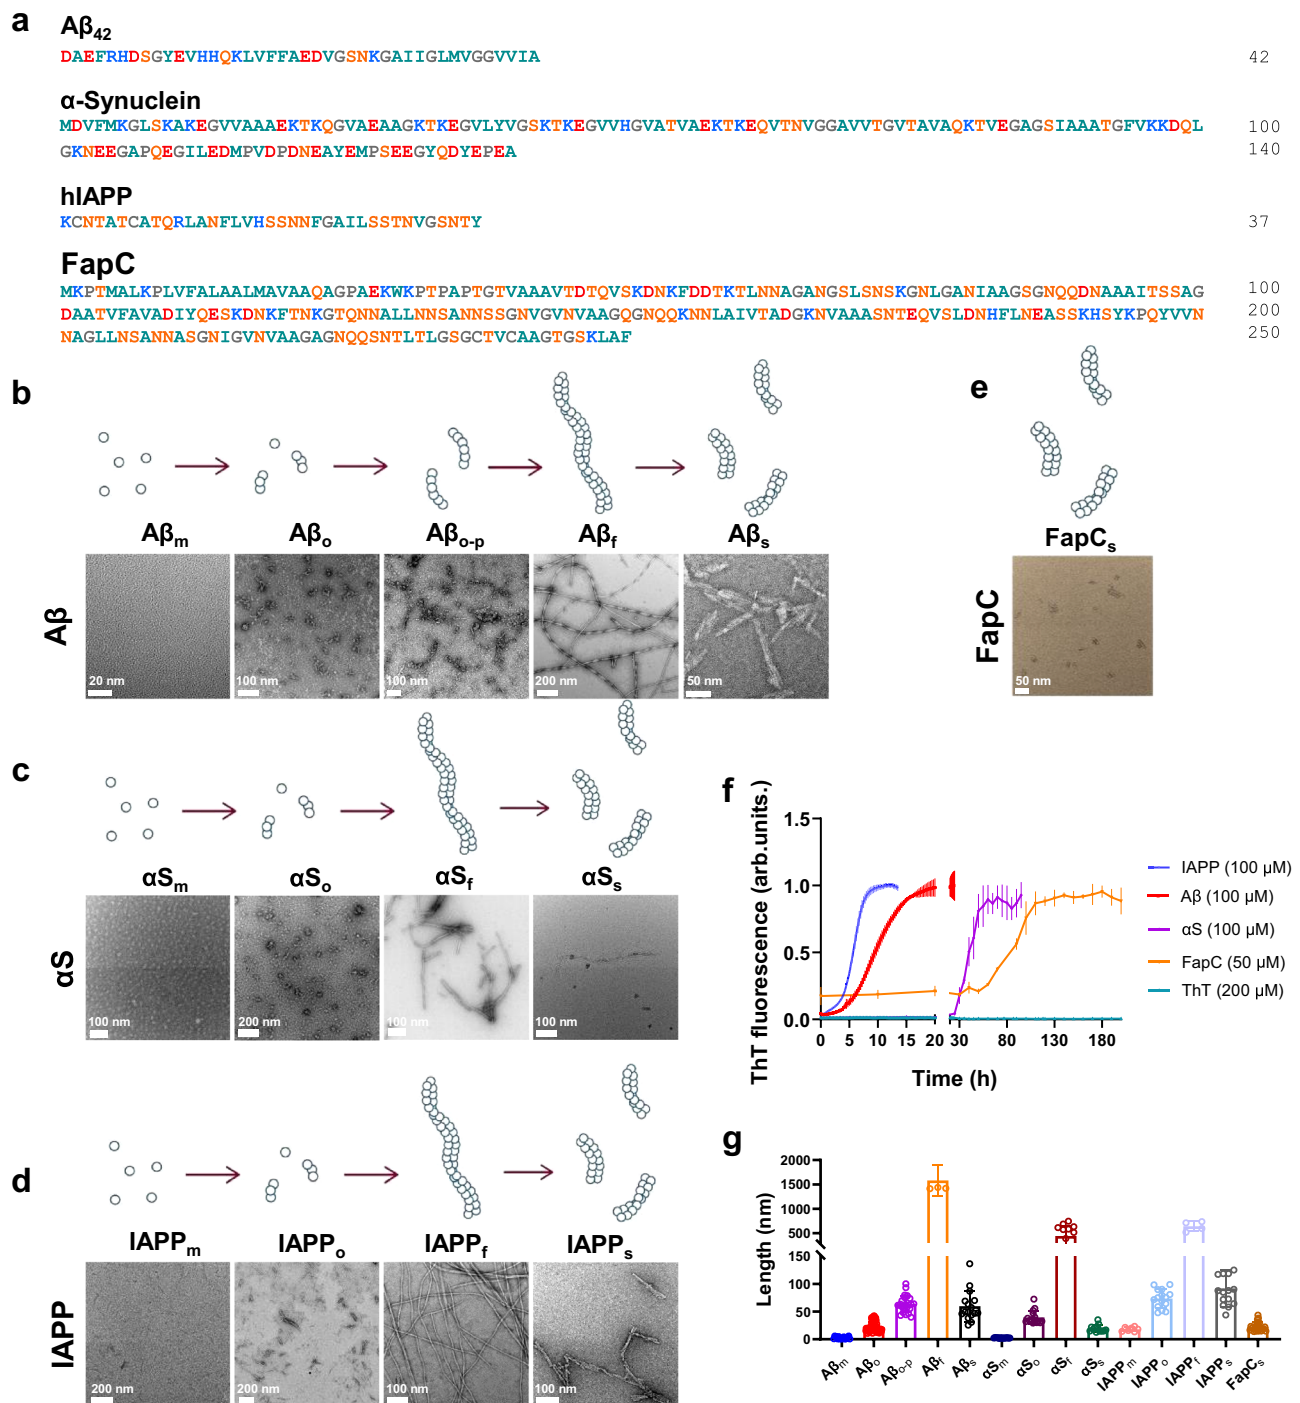 a
Aβ42
DAEFRHDSGYEVHHQKLVFFAEDVGSNKGAIIGLMVGGVVIA 42
α-Synuclein
MDVFMKGLSKAKEGVVAAAEKTKQGVAEAAGKTKEGVLYVGSKTKEGVVHGVATVAEKTKEQVTNVGGAVVTGVTAVAQKTVEGAGSIAAATGFVKKDQL 100
GKNEEGAPQEGILEDMPVDPDNEAYEMPSEEGYQDYEPEA 140
hIAPP
KCNTATCATQRLANFLVHSSNNFGAILSSTNVGSNTY 37
FapC
MKPTMALKPLVFALAALMAVAAQAGPAEKWKPTPAPTGTVAAAVTDTQVSKDNKFDDTKTLNNAGANGSLSNSKGNLGANIAAGSGNQQDNAAAITSSAG 100
DAATVFAVADIYQESKDNKFTNKGTQNNALLNNSANNSSGNVGVNVAAGQGNQQKNNLAIVTADGKNVAAASNTEQVSLDNHFLNEASSKHSYKPQYVVN 200
NAGLLNSANNASGNIGVNVAAGAGNQQSNTLTLGSGCTVCAAGTGSKLAF 250
b
Aβm Aβo Aβo-p Aβf Aβs
Aβ
20 nm 100 nm 100 nm 200 nm 50 nm
e
FapCs
FapC
50 nm
c
αSm αSo αSf αSs
αS
100 nm 200 nm 100 nm 100 nm
d
IAPPm IAPPo IAPPf IAPPs
IAPP
200 nm 200 nm 100 nm 100 nm
f
ThT fluorescence (arb.units.)
1.5
1.0
0.5
0.0
0 5 10 15 20 30 80 130 180
Time (h)
IAPP (100 µM)
Aβ (100 µM)
αS (100 µM)
FapC (50 µM)
ThT (200 µM)
g
Length (nm)
2000
1500
1000
500
150
100
50
0
Aβm Aβo Aβo-p Aβf Aβs αSm αSo αSf αSs IAPPm IAPPo IAPPf IAPPs FapCs